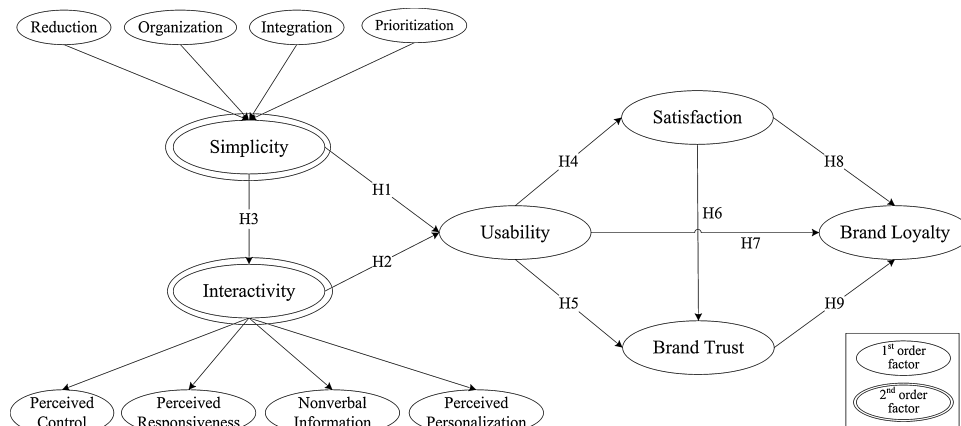 Reduction
Organization
Integration
Prioritization
Simplicity
Satisfaction
H1
H4
H8
H3
H6
Usability
H7
Brand Loyalty
H2
Interactivity
H5
H9
Brand Trust
1st order
factor
2nd order
factor
Perceived
Control
Perceived
Responsiveness
Nonverbal
Information
Perceived
Personalization